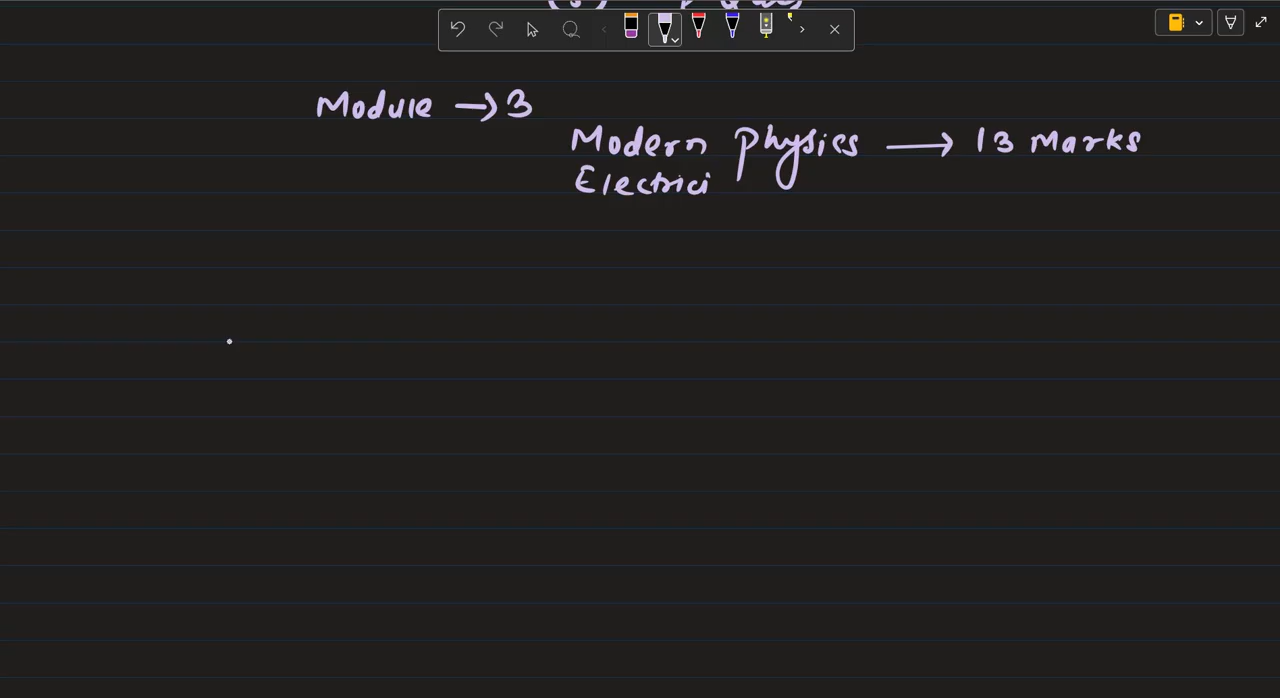 Module → 3
Modern physics → 13 Marks
Electrici